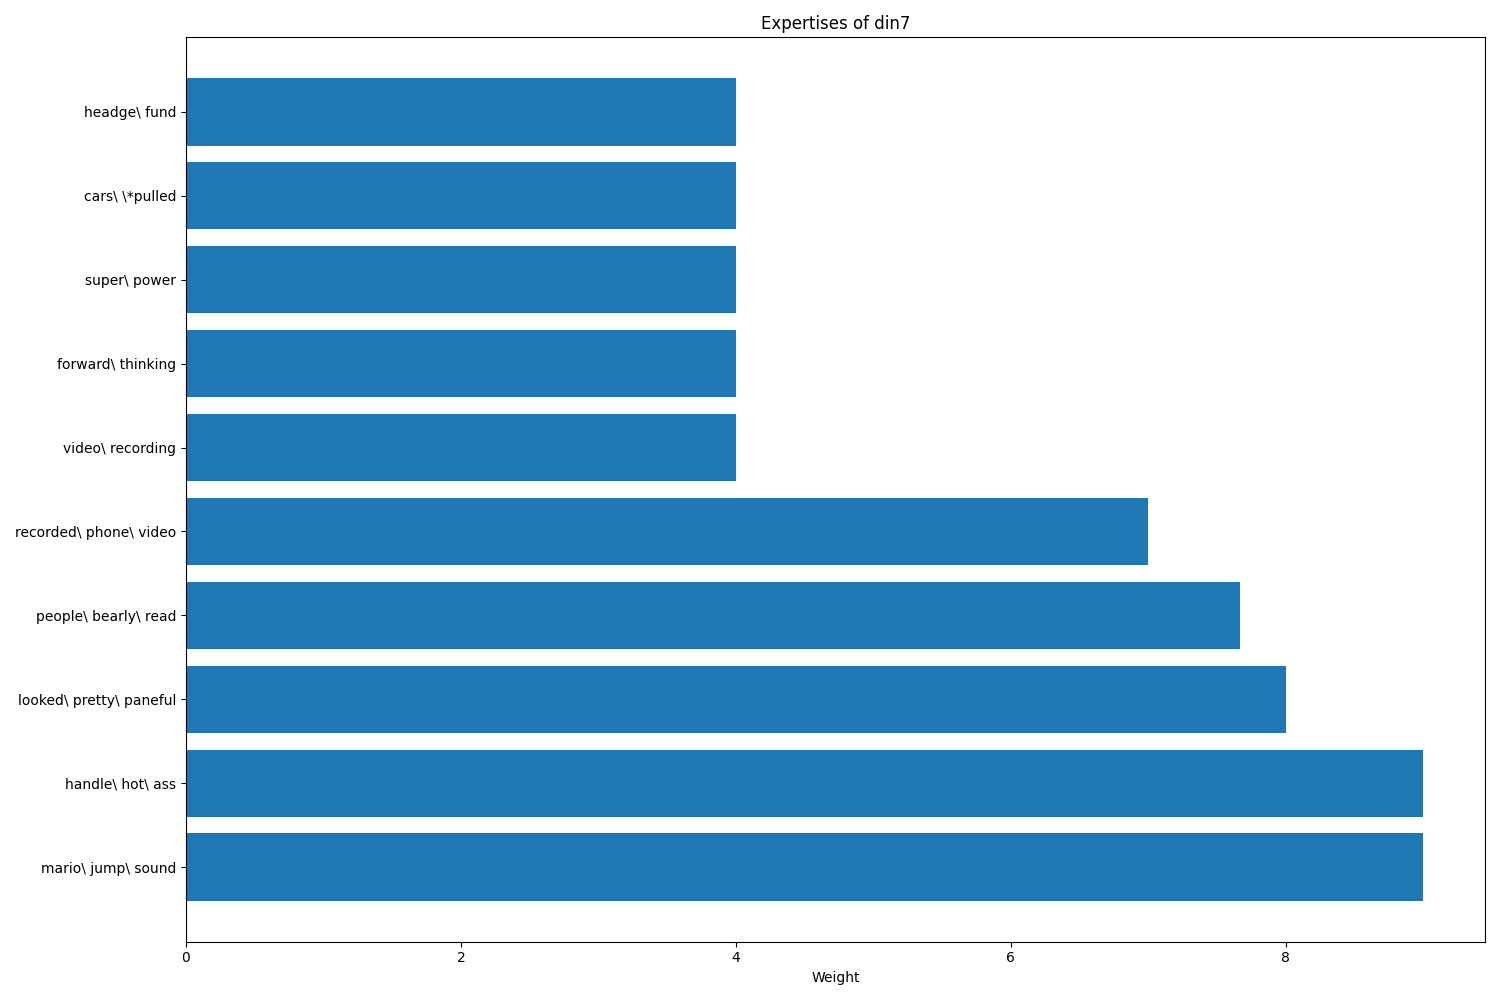 Expertises of din7
headge\ fund
cars\ \*pulled
super\ power
forward\ thinking
video\ recording
recorded\ phone\ video
people\ bearly\ read
looked\ pretty\ paneful
handle\ hot\ ass
mario\ jump\ sound
0 2 4 6 8
Weight